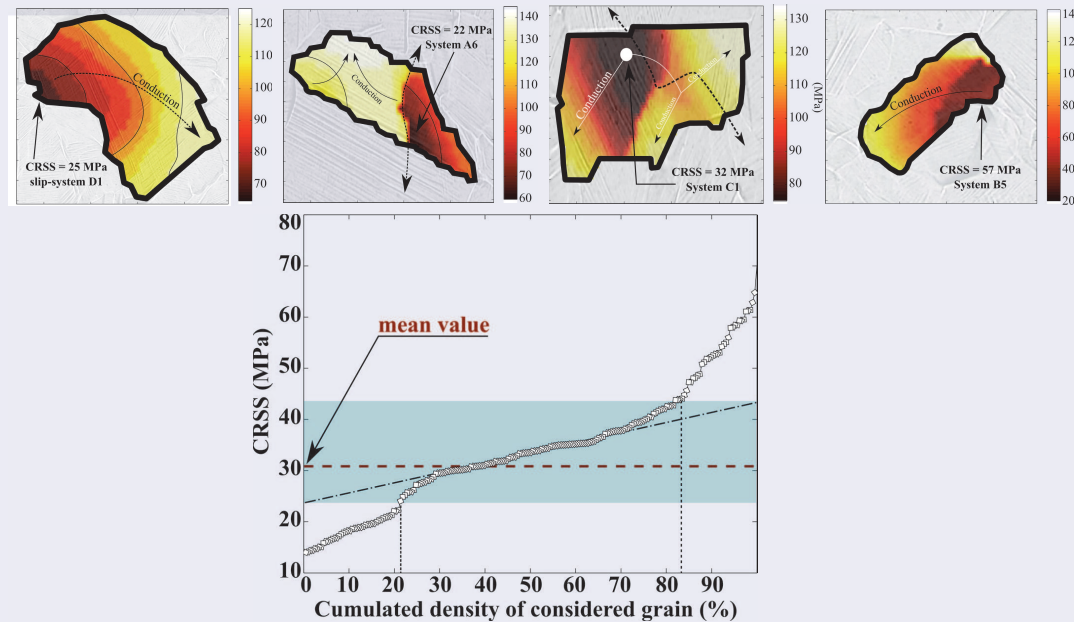 120
110
100
90
80
70
Conduction
CRSS = 25 MPa
slip-system D1
140
130
120
110
100
90
80
70
60
CRSS = 22 MPa
System A6
Conduction
130
120
110
100
90
80
(MPa)
Conduction
Conduction
CRSS = 32 MPa
System C1
120
100
80
60
40
20
Conduction
CRSS = 57 MPa
System B5
80
70
60
50
40
30
20
10
CRSS (MPa)
mean value
0 10 20 30 40 50 60 70 80 90
Cumulated density of considered grain (%)